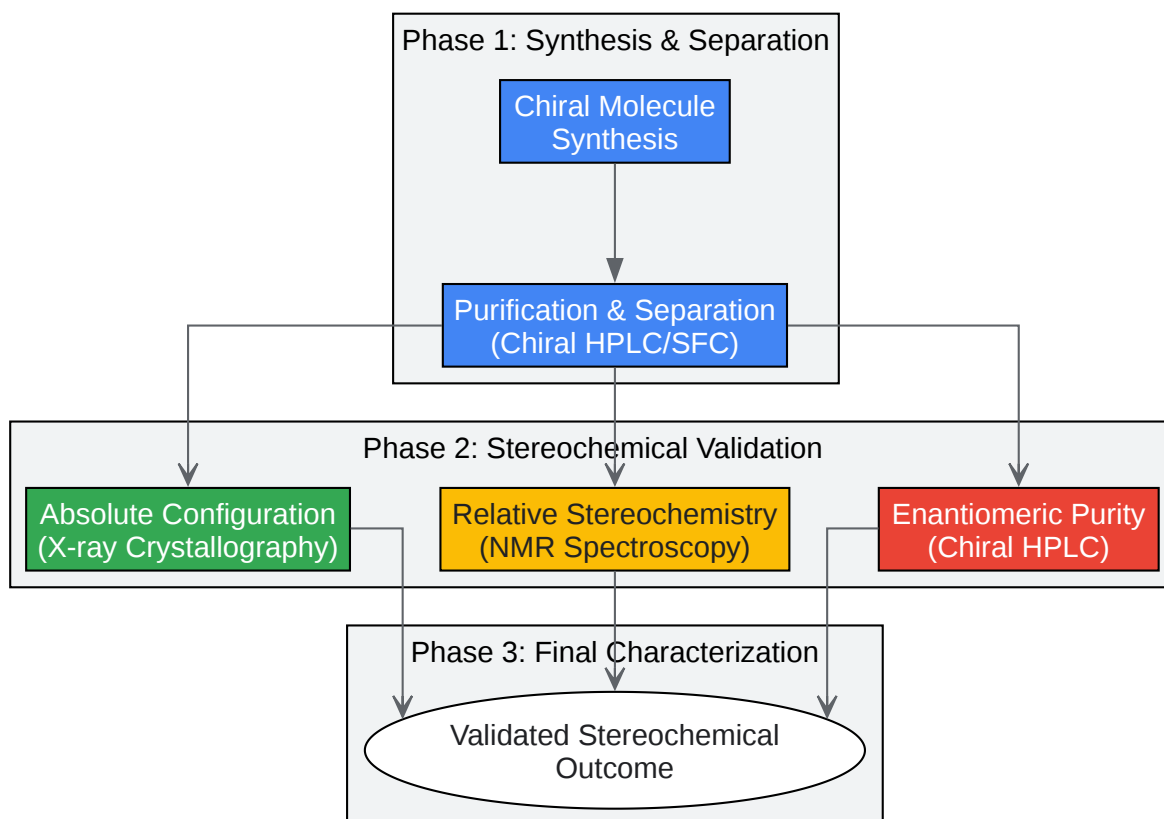 Phase 1: Synthesis & Separation
Chiral Molecule
Synthesis
Purification & Separation
(Chiral HPLC/SFC)
Phase 2: Stereochemical Validation
Absolute Configuration
(X-ray Crystallography)
Relative Stereochemistry
(NMR Spectroscopy)
Enantiomeric Purity
(Chiral HPLC)
Phase 3: Final Characterization
Validated Stereochemical
Outcome